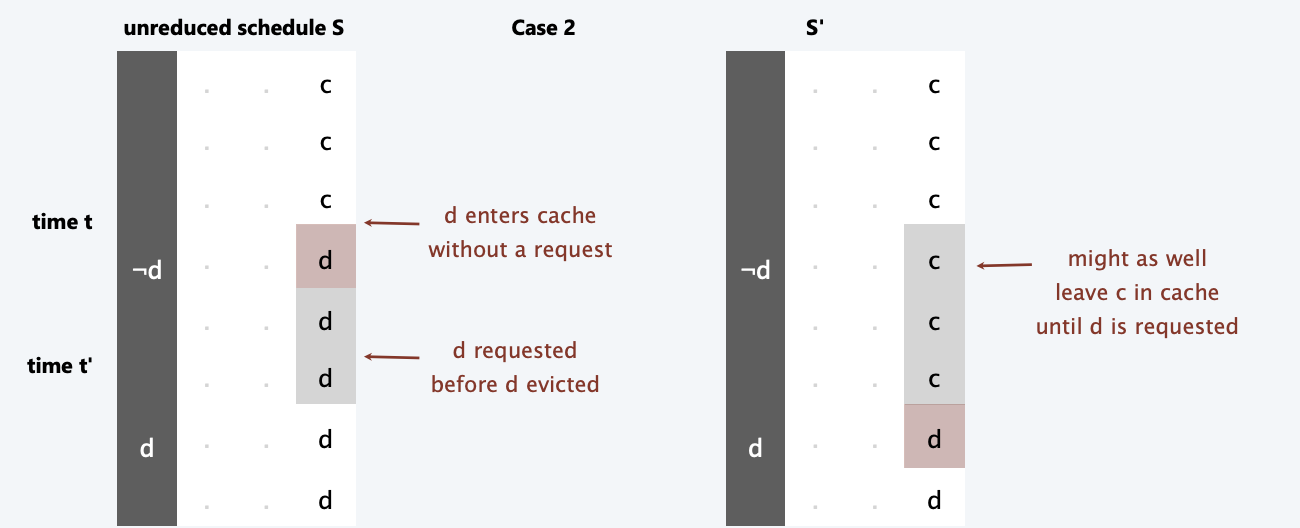 unreduced schedule S
Case 2
S'
. . c
. . c
. . c
. . c
. . c
. . c
time t
d enters cache
without a request
¬d . . d
¬d . . c
might as well
leave c in cache
until d is requested
. . d
. . c
time t'
d requested
before d evicted
. . d
. . c
d . . d
d . . d
. . d
. . d